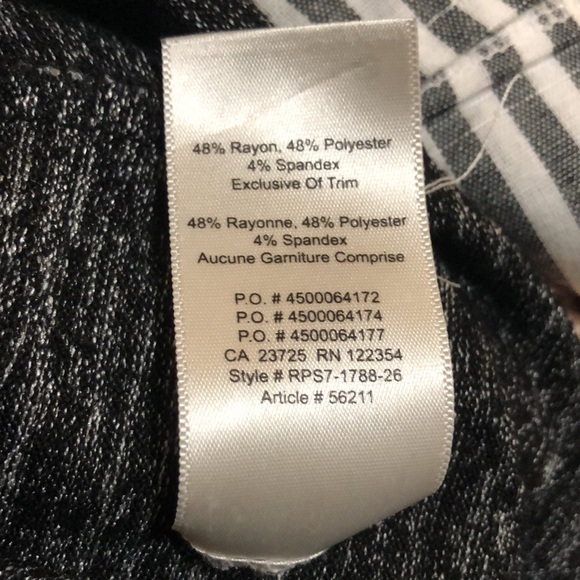 48% Rayon, 48% Polyester
4% Spandex
Exclusive Of Trim
48% Rayonne, 48% Polyester
4% Spandex
Aucune Garniture Comprise
P.O. # 4500064172
P.O. # 4500064174
P.O. # 4500064177
CA 23725 RN 122354
Style # RPS7-1788-26
Article # 56211